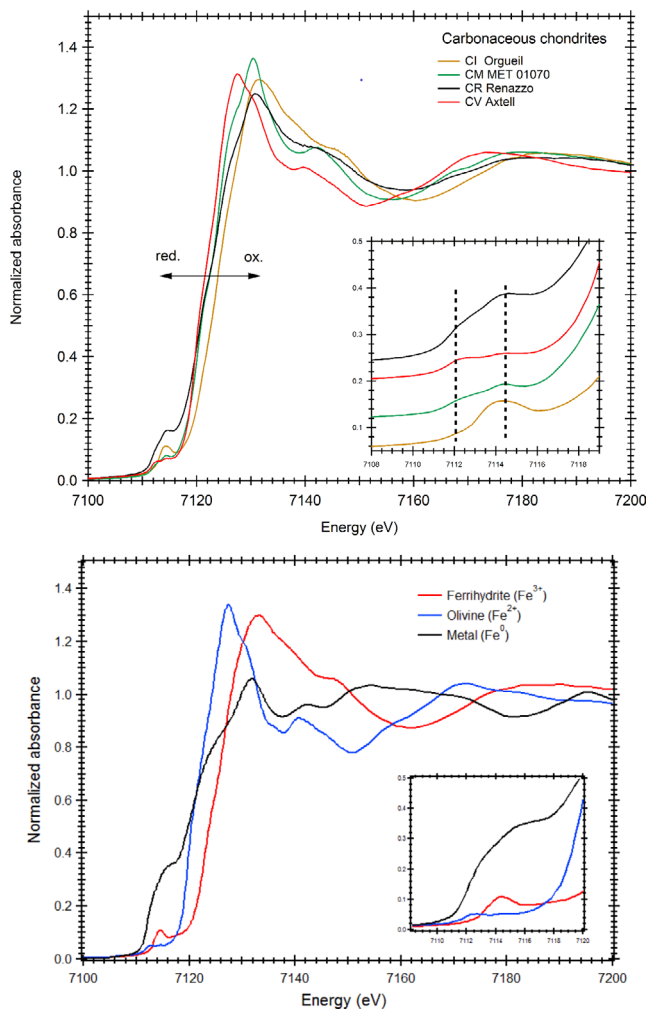 Carbonaceous chondrites
CI Orgueil
CM MET 01070
CR Renazzo
CV Axtell
red. ox.
Normalized absorbance
1.4
1.2
1.0
0.8
0.6
0.4
0.2
0.0
0.5
0.4
0.3
0.2
0.1
7108 7110 7112 7114 7116 7118
7100 7120 7140 7160 7180 7200
Energy (eV)
Ferrihydrite (Fe3+)
Olivine (Fe2+)
Metal (Fe0)
Normalized absorbance
1.4
1.2
1.0
0.8
0.6
0.4
0.2
0.0
0.5
0.4
0.3
0.2
0.1
0.0
7110 7112 7114 7116 7118 7120
7100 7120 7140 7160 7180 7200
Energy (eV)